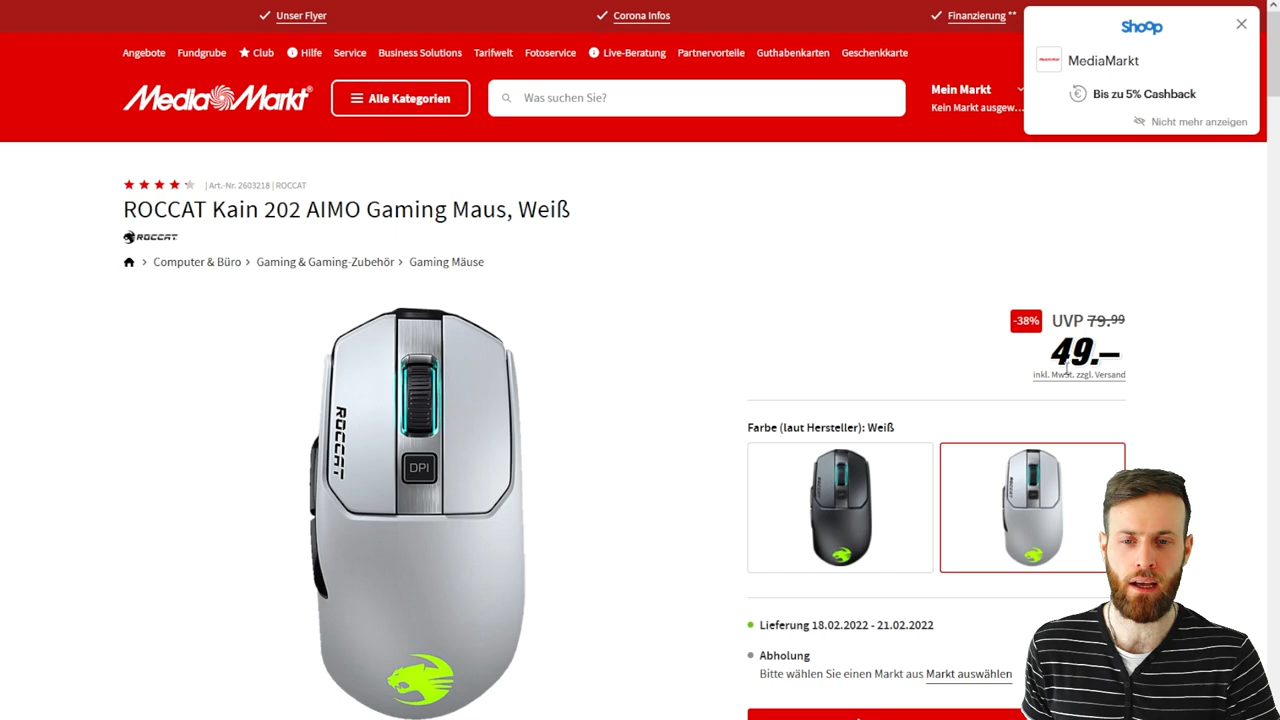 Unser Flyer
Corona Infos
Finanzierung **
Shoop
MediaMarkt
Bis zu 5% Cashback
Nicht mehr anzeigen
Angebote Fundgrube Club Hilfe Service Business Solutions Tarifwelt Fotoservice Live-Beratung Partnervorteile Guthabenkarten Geschenkkarte
MediaMarkt®
Alle Kategorien
Was suchen Sie?
Mein Markt
Kein Markt ausgew...
| Art.-Nr. 2603218 | ROCCAT
ROCCAT Kain 202 AIMO Gaming Maus, Weiß
ROCCAT
Computer & Büro > Gaming & Gaming-Zubehör > Gaming Mäuse
-38% UVP 79.99
49.–
inkl. MwSt. zzgl. Versand
Farbe (laut Hersteller): Weiß
ROCCAT
DPI
Lieferung 18.02.2022 - 21.02.2022
Abholung
Bitte wählen Sie einen Markt aus Markt auswählen